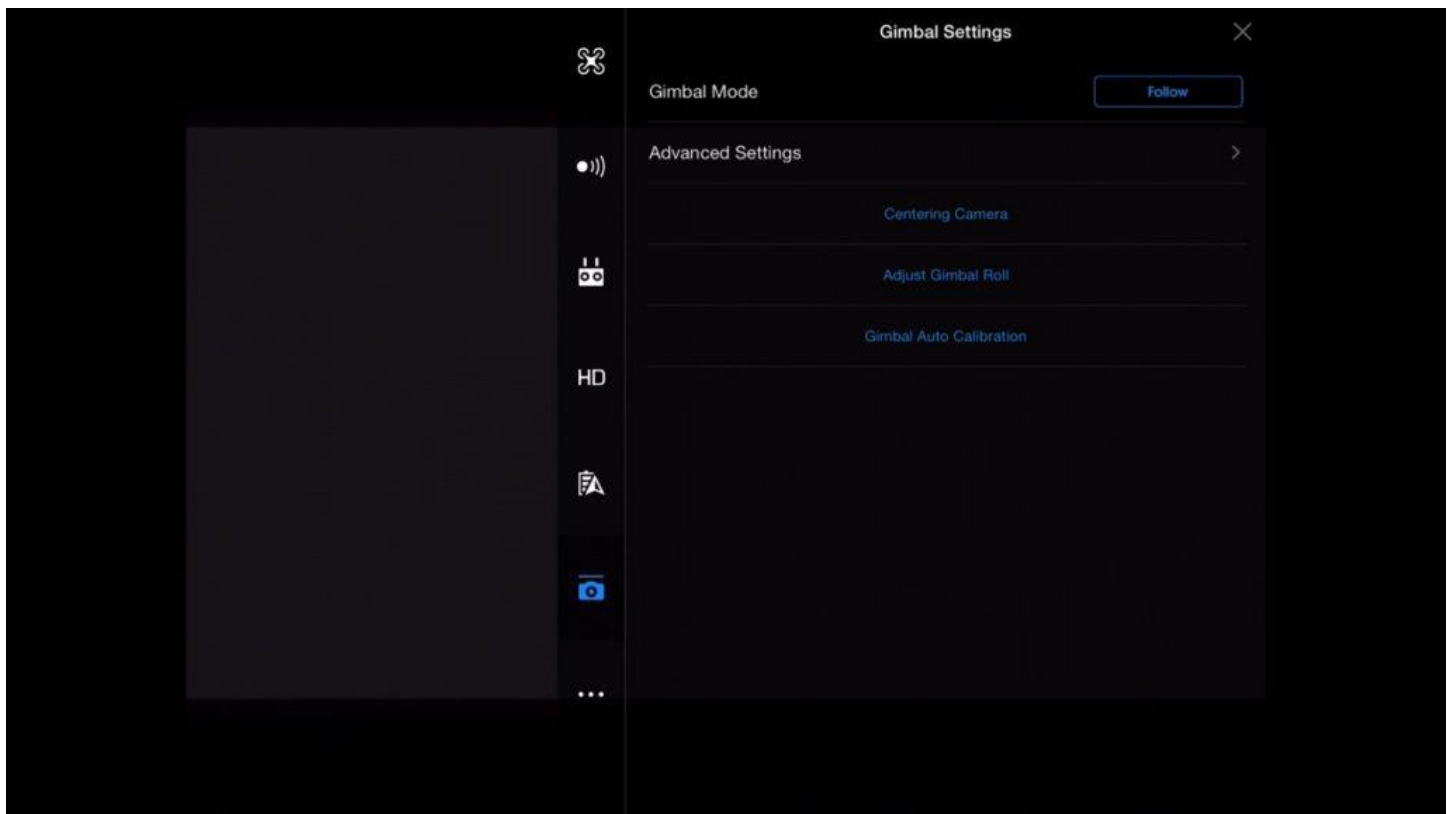 Gimbal Settings
Gimbal Mode
Follow
Advanced Settings
Centering Camera
Adjust Gimbal Roll
HD
Gimbal Auto Calibration